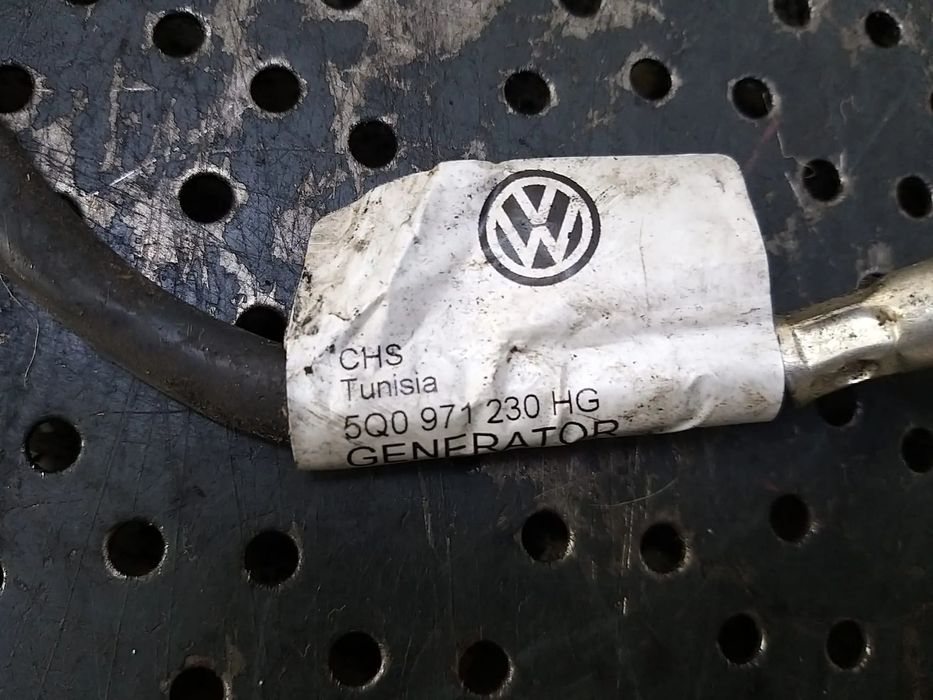 CHS
Tunisia
5Q0 971 230 HG
GENERATOR